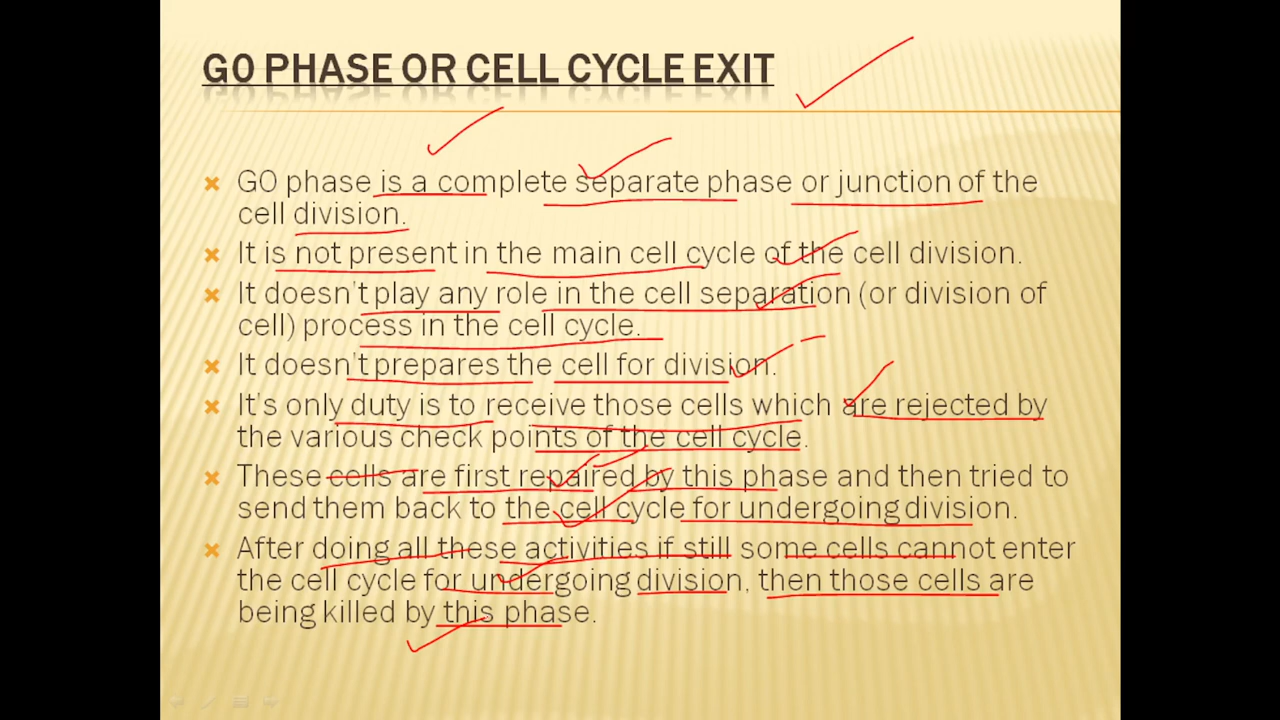 G0 PHASE OR CELL CYCLE EXIT
G0 phase is a complete separate phase or junction of the
cell division.
It is not present in the main cell cycle of the cell division.
It doesn't play any role in the cell separation (or division of
cell) process in the cell cycle.
It doesn't prepares the cell for division.
It's only duty is to receive those cells which are rejected by
the various check points of the cell cycle.
These cells are first repaired by this phase and then tried to
send them back to the cell cycle for undergoing division.
After doing all these activities if still some cells cannot enter
the cell cycle for undergoing division, then those cells are
being killed by this phase.